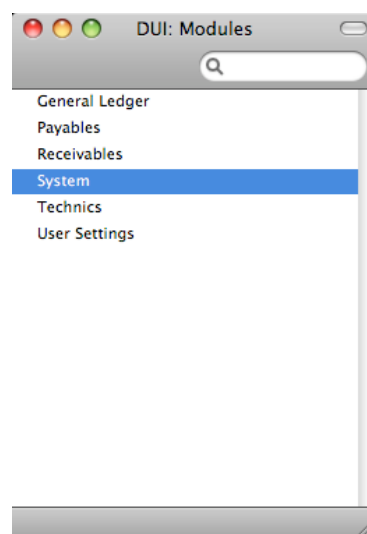 DUI: Modules
General Ledger
Payables
Receivables
System
Technics
User Settings